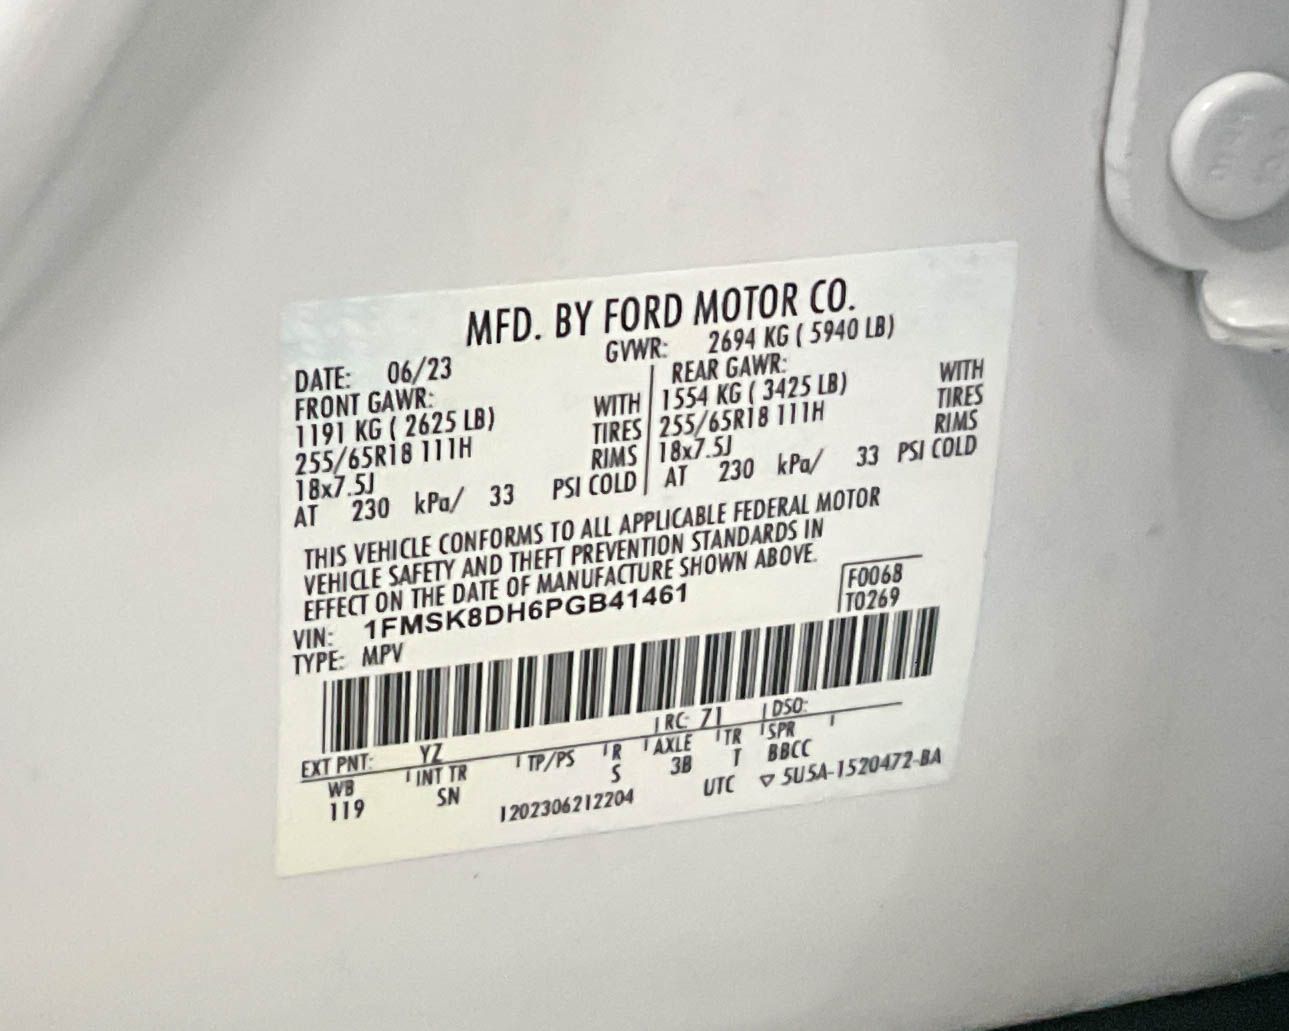 MFD. BY FORD MOTOR CO.
DATE: 06/23 GVWR: 2694 KG ( 5940 LB)
FRONT GAWR: REAR GAWR:
1191 KG ( 2625 LB) WITH 1554 KG ( 3425 LB) WITH
255/65R18 111H TIRES 255/65R18 111H TIRES
18x7.5J RIMS 18x7.5J RIMS
AT 230 kPa/ 33 PSI COLD AT 230 kPa/ 33 PSI COLD
THIS VEHICLE CONFORMS TO ALL APPLICABLE FEDERAL MOTOR
VEHICLE SAFETY AND THEFT PREVENTION STANDARDS IN
EFFECT ON THE DATE OF MANUFACTURE SHOWN ABOVE.
VIN: 1FMSK8DH6PGB41461 F0068
TYPE: MPV T0269
EXT PNT: YZ RC: 71 DSO:
WB INT TR TP/PS R AXLE TR SPR
119 SN S 3B T BBCC
1202306212204 UTC ▽ 5U5A-1520472-BA